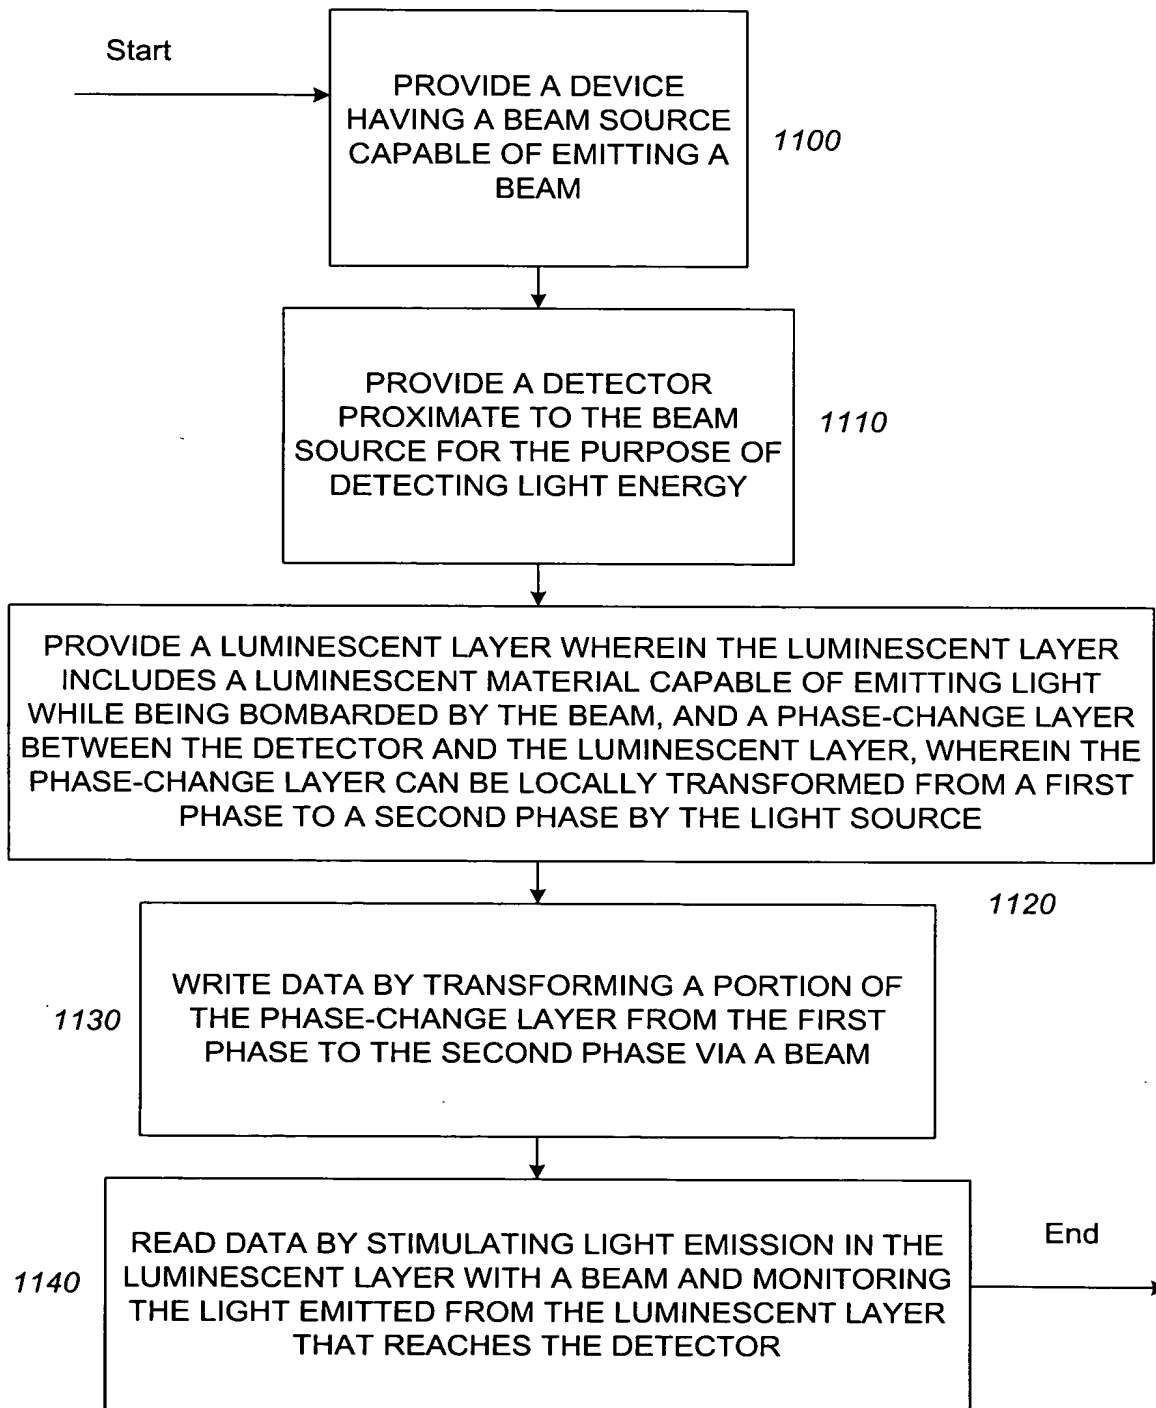 Start
PROVIDE A DEVICE
HAVING A BEAM SOURCE
CAPABLE OF EMITTING A
BEAM
1100
PROVIDE A DETECTOR
PROXIMATE TO THE BEAM
SOURCE FOR THE PURPOSE OF
DETECTING LIGHT ENERGY
1110
PROVIDE A LUMINESCENT LAYER WHEREIN THE LUMINESCENT LAYER
INCLUDES A LUMINESCENT MATERIAL CAPABLE OF EMITTING LIGHT
WHILE BEING BOMBARDED BY THE BEAM, AND A PHASE-CHANGE LAYER
BETWEEN THE DETECTOR AND THE LUMINESCENT LAYER, WHEREIN THE
PHASE-CHANGE LAYER CAN BE LOCALLY TRANSFORMED FROM A FIRST
PHASE TO A SECOND PHASE BY THE LIGHT SOURCE
1120
WRITE DATA BY TRANSFORMING A PORTION OF
THE PHASE-CHANGE LAYER FROM THE FIRST
PHASE TO THE SECOND PHASE VIA A BEAM
1130
READ DATA BY STIMULATING LIGHT EMISSION IN THE
LUMINESCENT LAYER WITH A BEAM AND MONITORING
THE LIGHT EMITTED FROM THE LUMINESCENT LAYER
THAT REACHES THE DETECTOR
1140
End